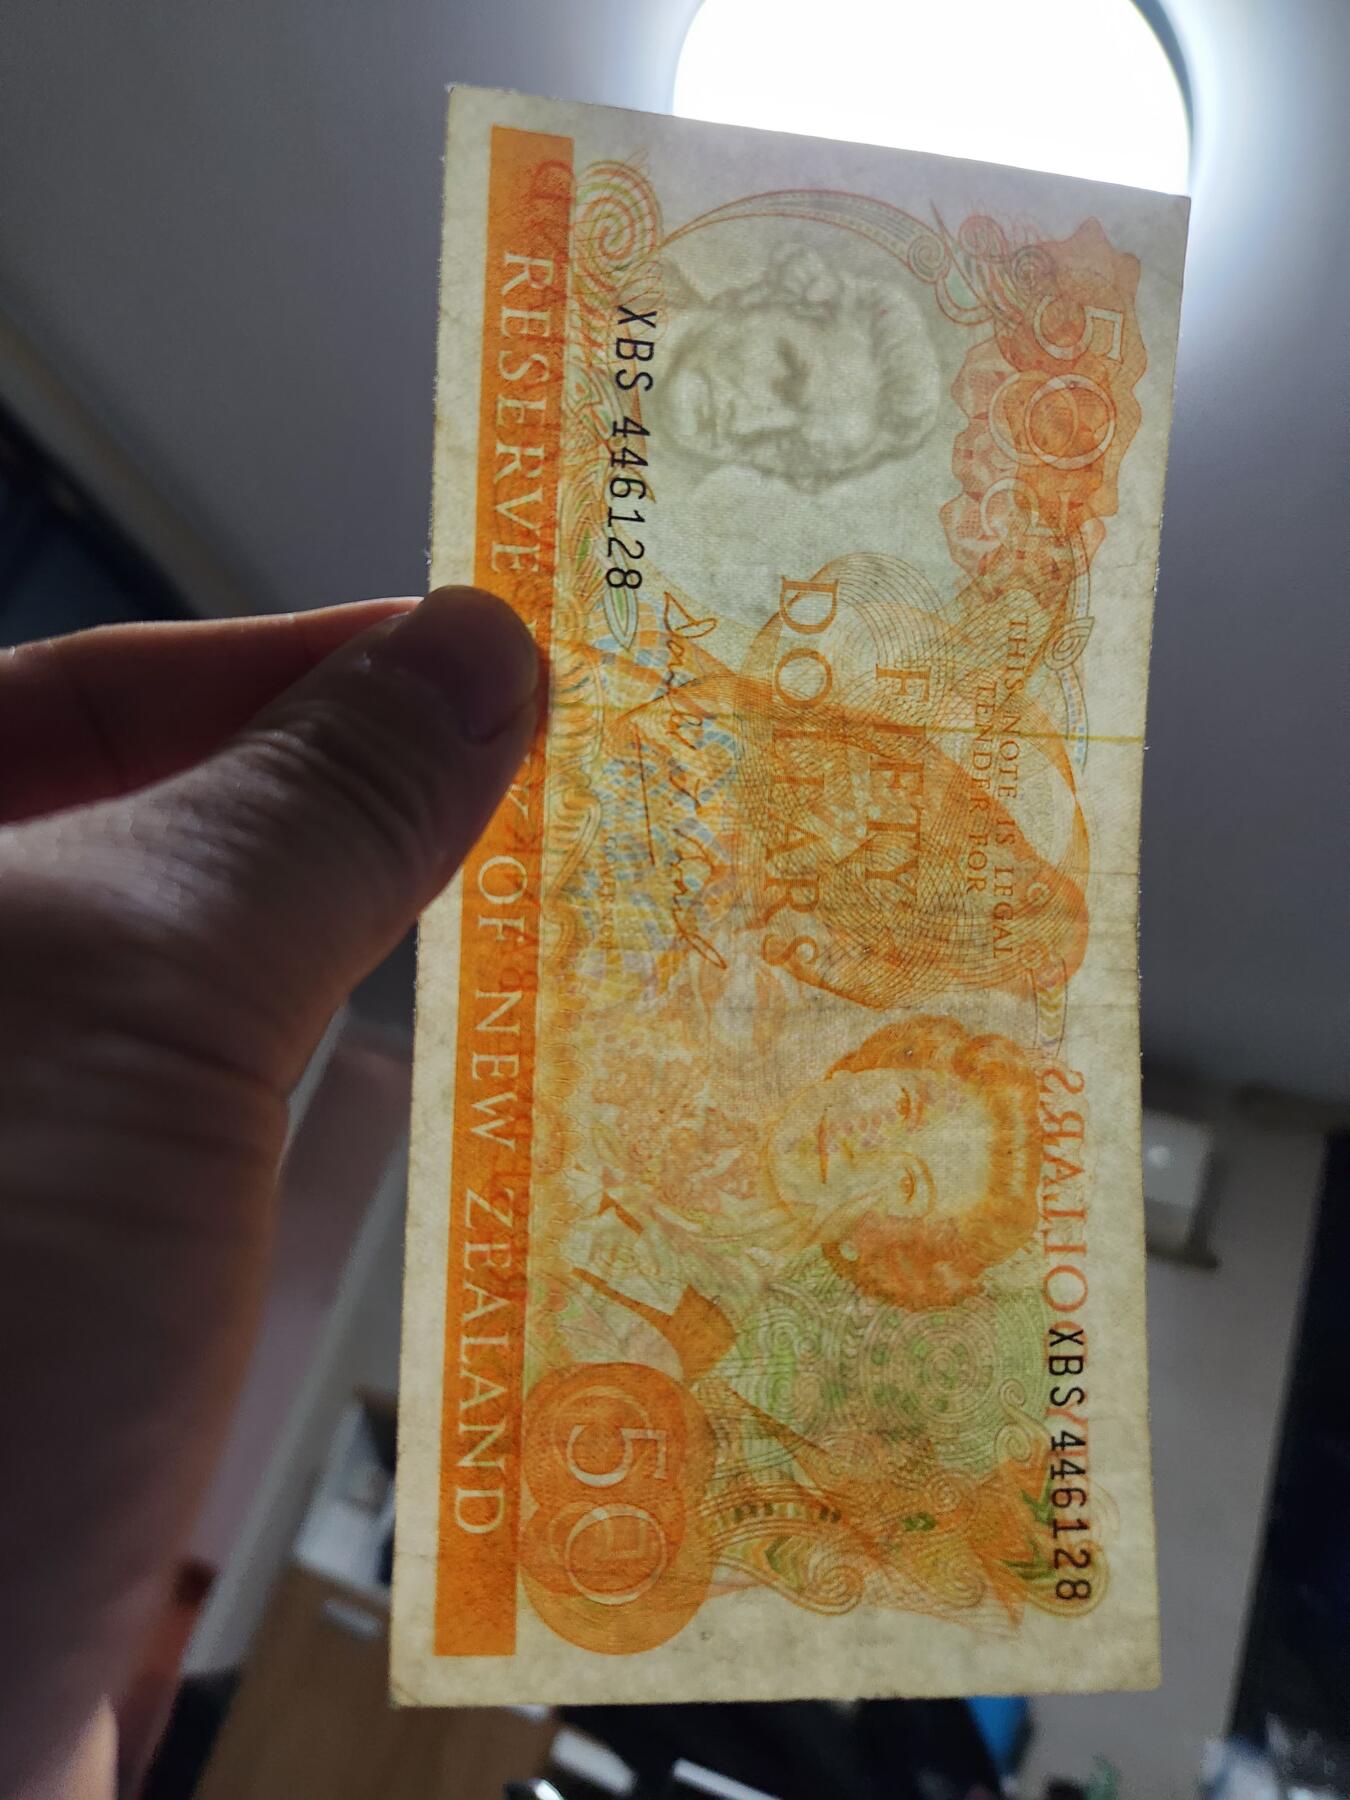 50
THIS NOTE IS LEGAL
TENDER FOR
FIFTY
DOLLARS
XBS 446128
XBS 446128
DOLLARS
50
RESERVE OF NEW ZEALAND